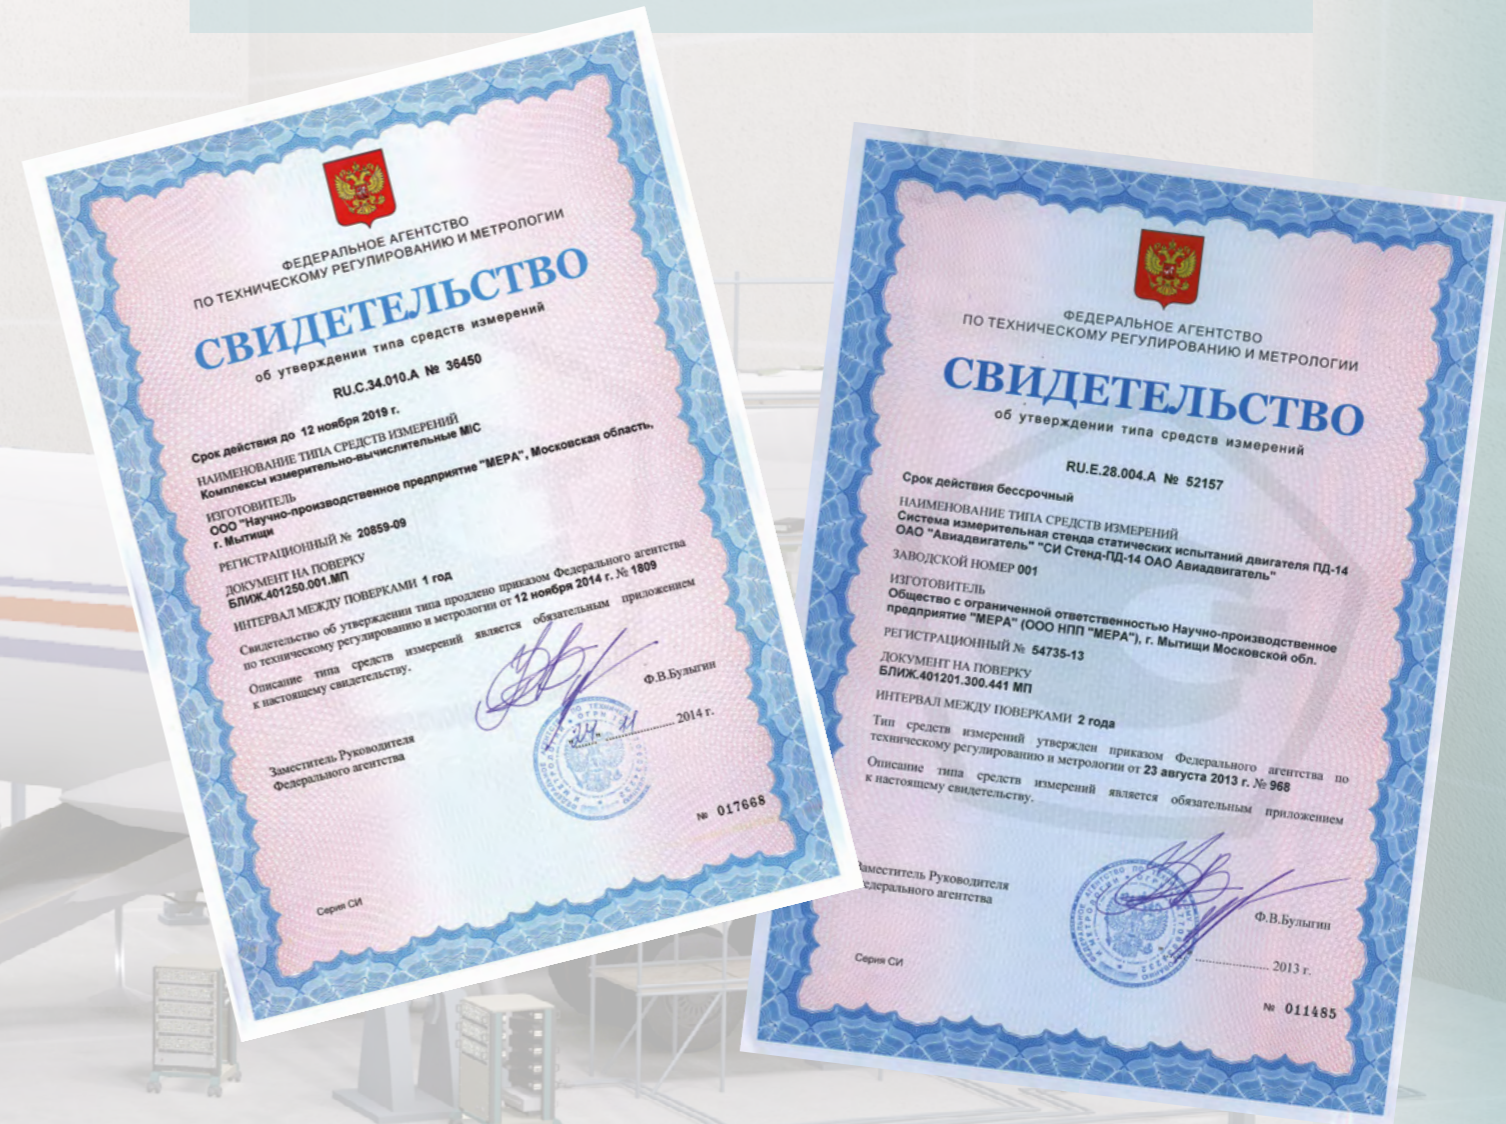 ФЕДЕРАЛЬНОЕ АГЕНТСТВО
ПО ТЕХНИЧЕСКОМУ РЕГУЛИРОВАНИЮ И МЕТРОЛОГИИ
СВИДЕТЕЛЬСТВО
об утверждении типа средств измерений
RU.C.34.010.A № 36450
Срок действия до 12 ноября 2019 г.
НАИМЕНОВАНИЕ ТИПА СРЕДСТВ ИЗМЕРЕНИЙ
Комплексы измерительно-вычислительные MIC
ИЗГОТОВИТЕЛЬ
ООО "Научно-производственное предприятие "МЕРА", Московская область,
г. Мытищи
РЕГИСТРАЦИОННЫЙ № 20859-09
ДОКУМЕНТ НА ПОВЕРКУ
БЛИЖ.401250.001.МП
ИНТЕРВАЛ МЕЖДУ ПОВЕРКАМИ 1 год
Свидетельство об утверждении типа продлено приказом Федерального агентства
по техническому регулированию и метрологии от 12 ноября 2014 г. № 1809
Описание типа средств измерений является обязательным приложением
к настоящему свидетельству.
Заместитель Руководителя
Федерального агентства
Ф.В.Булыгин
24 11 2014 г.
№ 017668
Серия СИ
ФЕДЕРАЛЬНОЕ АГЕНТСТВО
ПО ТЕХНИЧЕСКОМУ РЕГУЛИРОВАНИЮ И МЕТРОЛОГИИ
СВИДЕТЕЛЬСТВО
об утверждении типа средств измерений
RU.E.28.004.A № 52157
Срок действия бессрочный
НАИМЕНОВАНИЕ ТИПА СРЕДСТВ ИЗМЕРЕНИЙ
Система измерительная стенда статических испытаний двигателя ПД-14
ОАО "Авиадвигатель" "СИ Стенд-ПД-14 ОАО Авиадвигатель"
ЗАВОДСКОЙ НОМЕР 001
ИЗГОТОВИТЕЛЬ
Общество с ограниченной ответственностью Научно-производственное
предприятие "МЕРА" (ООО НПП "МЕРА"), г. Мытищи Московской обл.
РЕГИСТРАЦИОННЫЙ № 54735-13
ДОКУМЕНТ НА ПОВЕРКУ
БЛИЖ.401201.300.441 МП
ИНТЕРВАЛ МЕЖДУ ПОВЕРКАМИ 2 года
Тип средств измерений утвержден приказом Федерального агентства по
техническому регулированию и метрологии от 23 августа 2013 г. № 968
Описание типа средств измерений является обязательным приложением
к настоящему свидетельству.
Заместитель Руководителя
Федерального агентства
Ф.В.Булыгин
2013 г.
№ 011485
Серия СИ